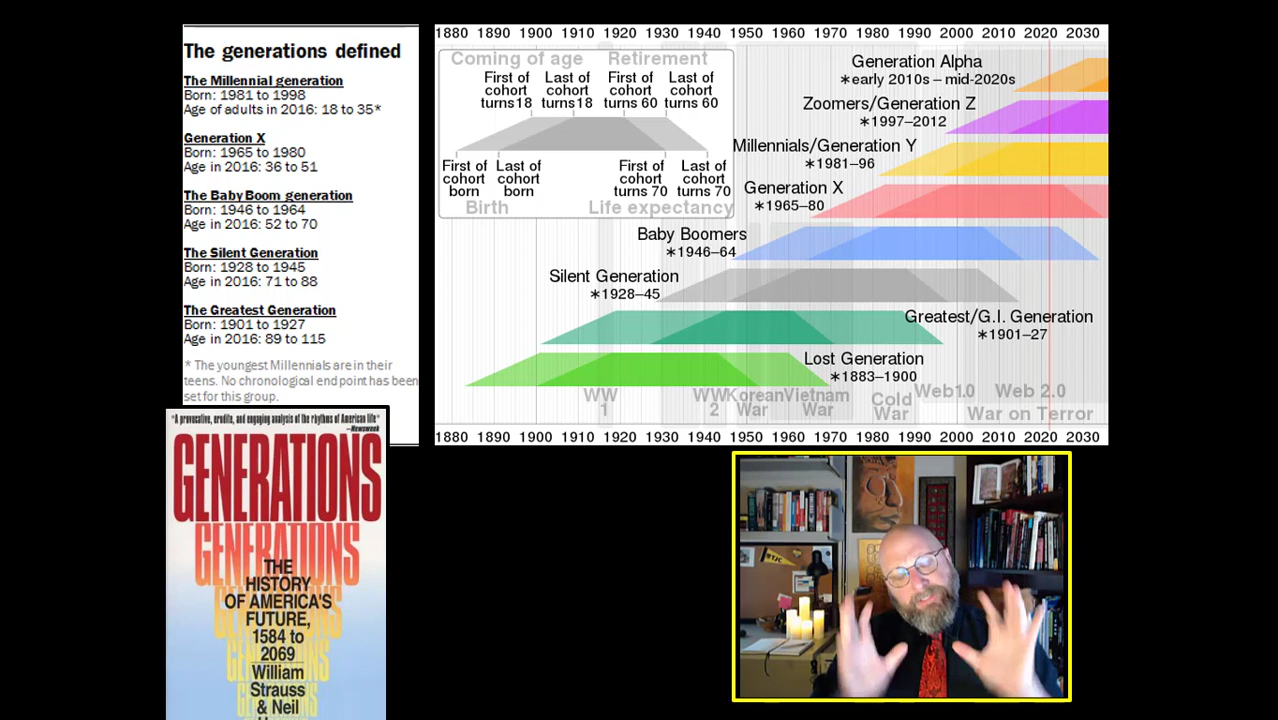 The generations defined
The Millennial generation
Born: 1981 to 1998
Age of adults in 2016: 18 to 35*
Generation X
Born: 1965 to 1980
Age in 2016: 36 to 51
The Baby Boom generation
Born: 1946 to 1964
Age in 2016: 52 to 70
The Silent Generation
Born: 1928 to 1945
Age in 2016: 71 to 88
The Greatest Generation
Born: 1901 to 1927
Age in 2016: 89 to 115
* The youngest Millennials are in their
teens. No chronological endpoint has been
set for this group.
1880 1890 1900 1910 1920 1930 1940 1950 1960 1970 1980 1990 2000 2010 2020 2030
Coming of age Retirement
First of cohort turns 18
Last of cohort turns 18
First of cohort turns 60
Last of cohort turns 60
First of cohort born
Last of cohort born
First of cohort turns 70
Last of cohort turns 70
Birth Life expectancy
Generation Alpha
∗early 2010s – mid-2020s
Zoomers/Generation Z
∗1997–2012
Millennials/Generation Y
∗1981–96
Generation X
∗1965–80
Baby Boomers
∗1946–64
Silent Generation
∗1928–45
Greatest/G.I. Generation
∗1901–27
Lost Generation
∗1883–1900
WW 1
WW 2
Korean War
Vietnam War
Cold War
Web1.0
Web 2.0
War on Terror
1880 1890 1900 1910 1920 1930 1940 1950 1960 1970 1980 1990 2000 2010 2020 2030
"A provocative, erudite, and engaging analysis of the rhythms of American life"
—Newsweek
GENERATIONS
GENERATIONS
THE
HISTORY
OF AMERICA'S
FUTURE,
1584 to
2069
William
Strauss
& Neil